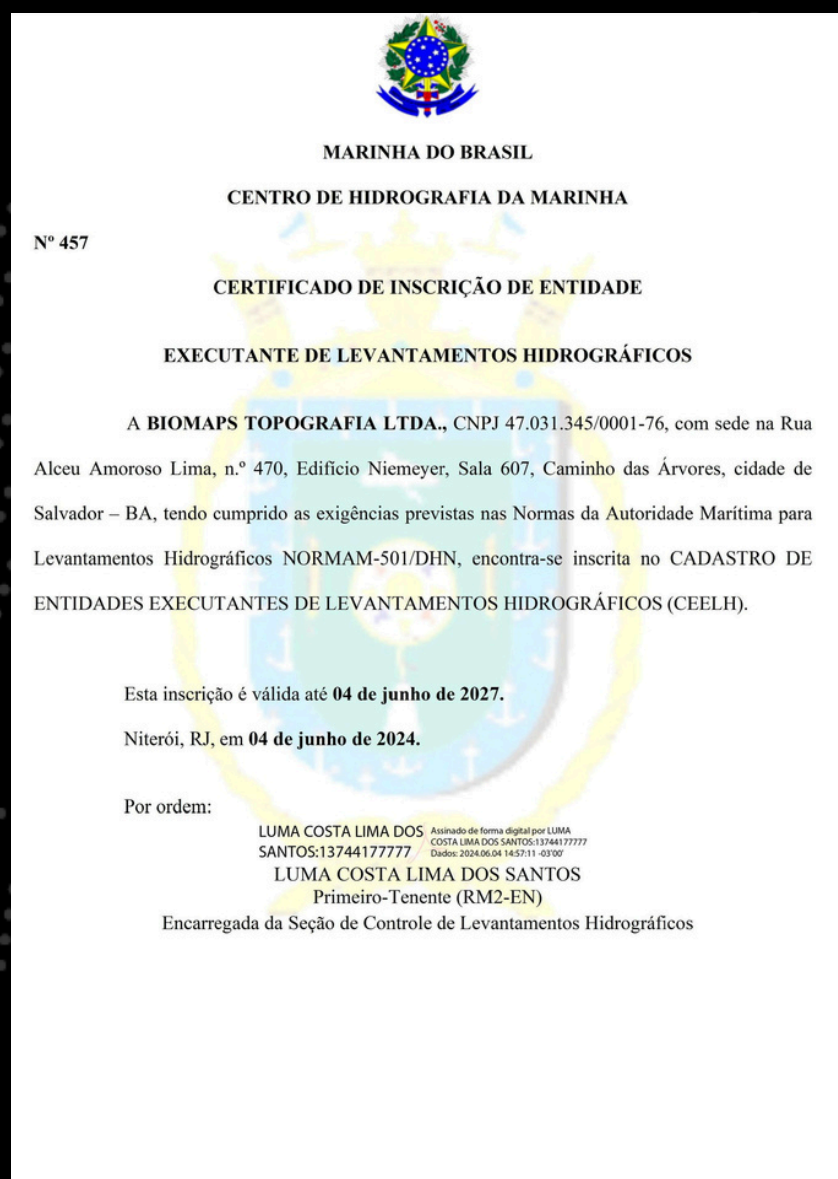 MARINHA DO BRASIL
CENTRO DE HIDROGRAFIA DA MARINHA
Nº 457
CERTIFICADO DE INSCRIÇÃO DE ENTIDADE
EXECUTANTE DE LEVANTAMENTOS HIDROGRÁFICOS
A BIOMAPS TOPOGRAFIA LTDA., CNPJ 47.031.345/0001-76, com sede na Rua
Alceu Amoroso Lima, n.º 470, Edifício Niemeyer, Sala 607, Caminho das Árvores, cidade de
Salvador – BA, tendo cumprido as exigências previstas nas Normas da Autoridade Marítima para
Levantamentos Hidrográficos NORMAM-501/DHN, encontra-se inscrita no CADASTRO DE
ENTIDADES EXECUTANTES DE LEVANTAMENTOS HIDROGRÁFICOS (CEELH).
Esta inscrição é válida até 04 de junho de 2027.
Niterói, RJ, em 04 de junho de 2024.
Por ordem:
LUMA COSTA LIMA DOS
SANTOS:13744177777
Assinado de forma digital por LUMA
COSTA LIMA DOS SANTOS:13744177777
Dados: 2024.06.04 14:57:11 -03'00'
LUMA COSTA LIMA DOS SANTOS
Primeiro-Tenente (RM2-EN)
Encarregada da Seção de Controle de Levantamentos Hidrográficos